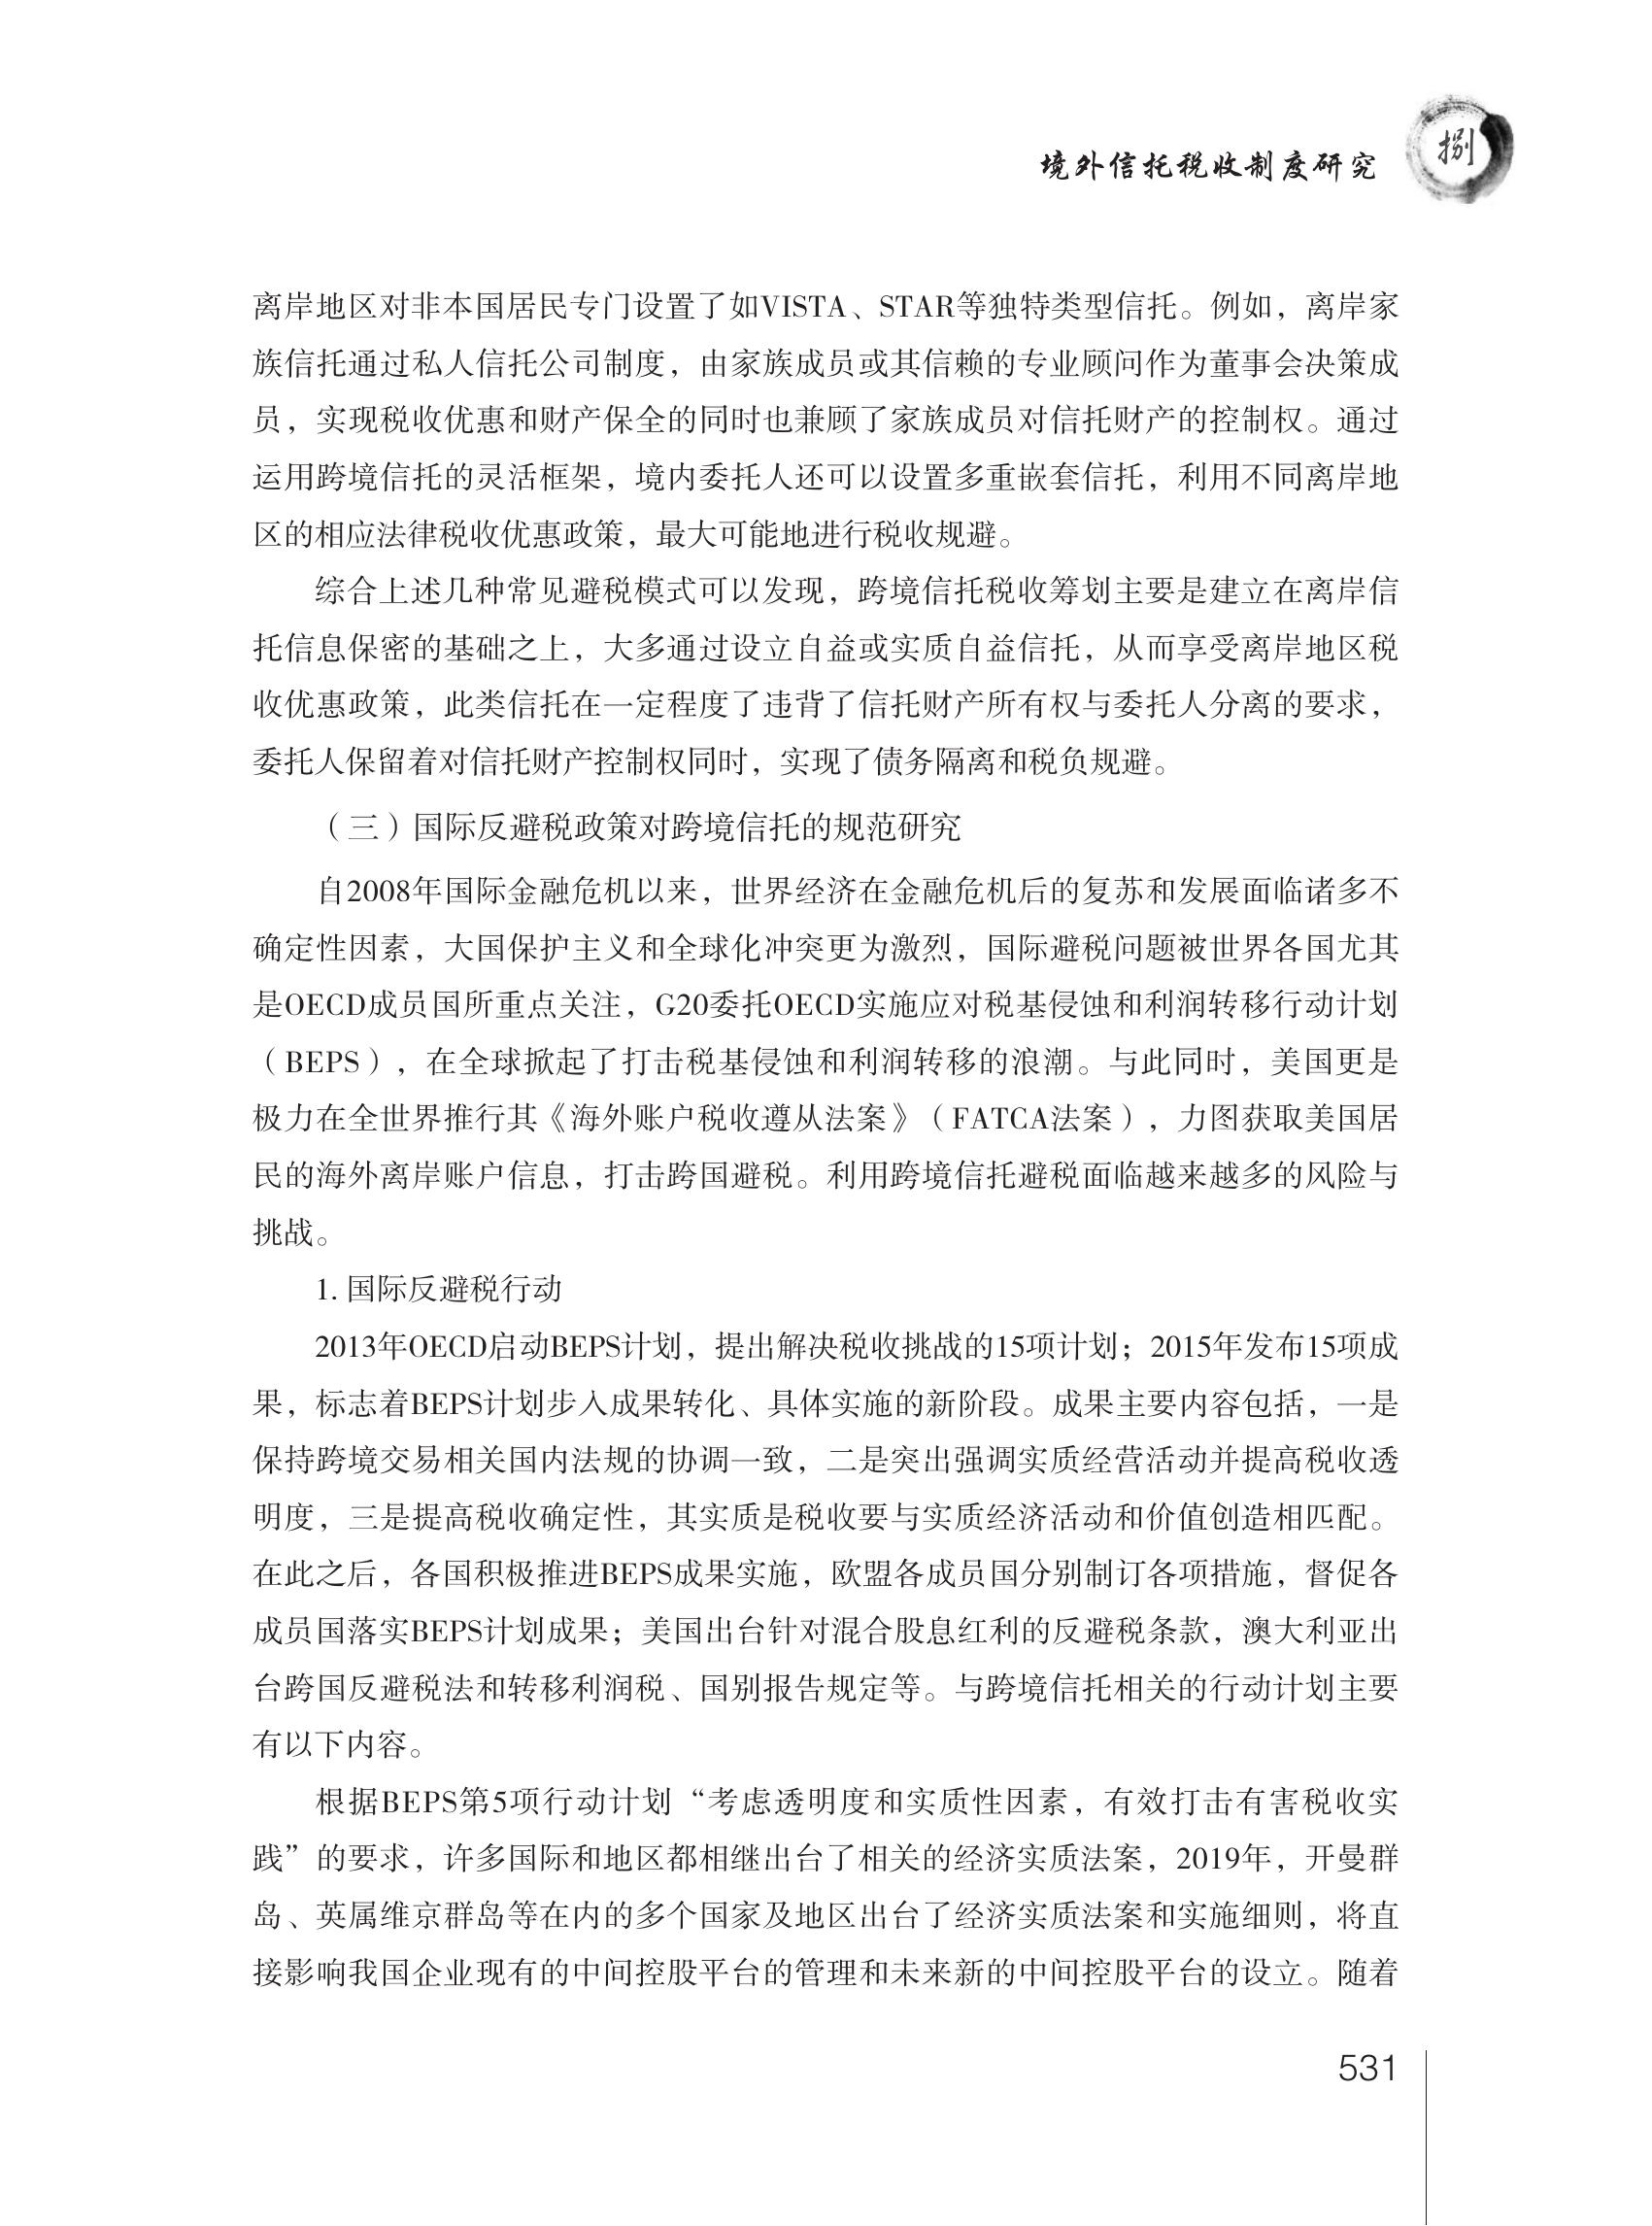 境外信托税收制度研究
捌
离岸地区对非本国居民专门设置了如VISTA、STAR等独特类型信托。例如，离岸家
族信托通过私人信托公司制度，由家族成员或其信赖的专业顾问作为董事会决策成
员，实现税收优惠和财产保全的同时也兼顾了家族成员对信托财产的控制权。通过
运用跨境信托的灵活框架，境内委托人还可以设置多重嵌套信托，利用不同离岸地
区的相应法律税收优惠政策，最大可能地进行税收规避。
综合上述几种常见避税模式可以发现，跨境信托税收筹划主要是建立在离岸信
托信息保密的基础之上，大多通过设立自益或实质自益信托，从而享受离岸地区税
收优惠政策，此类信托在一定程度了违背了信托财产所有权与委托人分离的要求，
委托人保留着对信托财产控制权同时，实现了债务隔离和税负规避。
（三）国际反避税政策对跨境信托的规范研究
自2008年国际金融危机以来，世界经济在金融危机后的复苏和发展面临诸多不
确定性因素，大国保护主义和全球化冲突更为激烈，国际避税问题被世界各国尤其
是OECD成员国所重点关注，G20委托OECD实施应对税基侵蚀和利润转移行动计划
（BEPS），在全球掀起了打击税基侵蚀和利润转移的浪潮。与此同时，美国更是
极力在全世界推行其《海外账户税收遵从法案》（FATCA法案），力图获取美国居
民的海外离岸账户信息，打击跨国避税。利用跨境信托避税面临越来越多的风险与
挑战。
1. 国际反避税行动
2013年OECD启动BEPS计划，提出解决税收挑战的15项计划；2015年发布15项成
果，标志着BEPS计划步入成果转化、具体实施的新阶段。成果主要内容包括，一是
保持跨境交易相关国内法规的协调一致，二是突出强调实质经营活动并提高税收透
明度，三是提高税收确定性，其实质是税收要与实质经济活动和价值创造相匹配。
在此之后，各国积极推进BEPS成果实施，欧盟各成员国分别制订各项措施，督促各
成员国落实BEPS计划成果；美国出台针对混合股息红利的反避税条款，澳大利亚出
台跨国反避税法和转移利润税、国别报告规定等。与跨境信托相关的行动计划主要
有以下内容。
根据BEPS第5项行动计划“考虑透明度和实质性因素，有效打击有害税收实
践”的要求，许多国际和地区都相继出台了相关的经济实质法案，2019年，开曼群
岛、英属维京群岛等在内的多个国家及地区出台了经济实质法案和实施细则，将直
接影响我国企业现有的中间控股平台的管理和未来新的中间控股平台的设立。随着
531